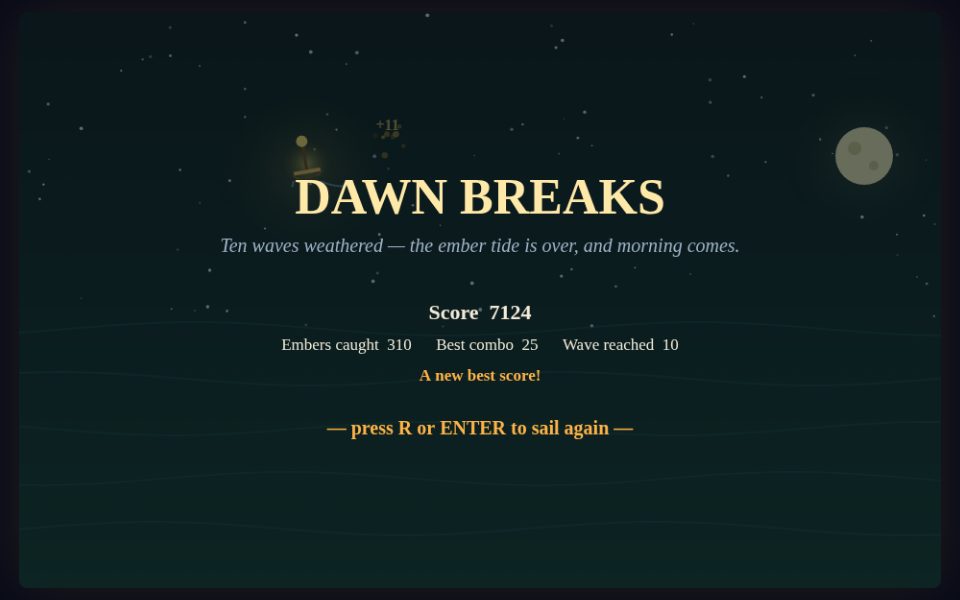 +11
DAWN BREAKS
Ten waves weathered — the ember tide is over, and morning comes.
Score 7124
Embers caught 310 Best combo 25 Wave reached 10
A new best score!
— press R or ENTER to sail again —